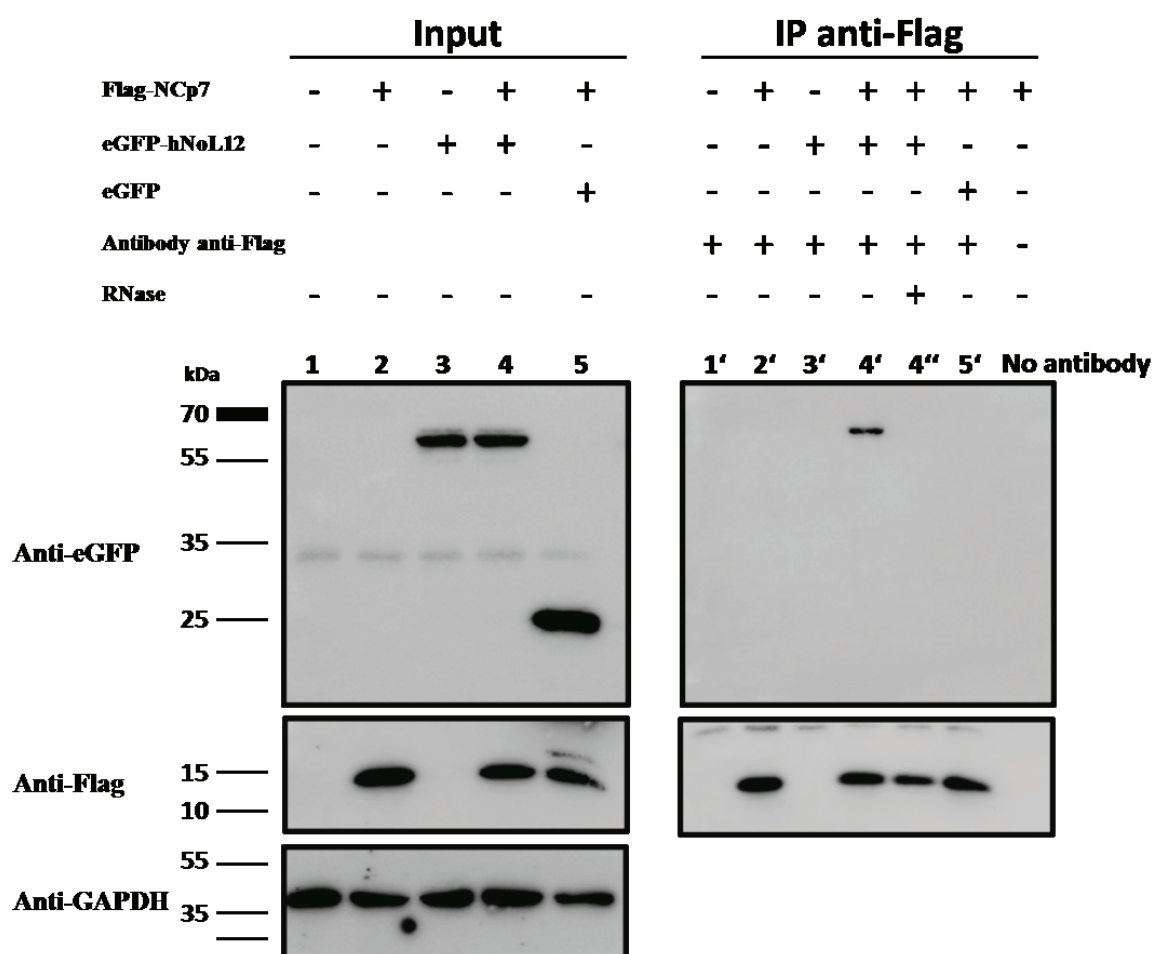 Input IP anti-Flag
Flag-NCp7 - + - + + - + - + + + +
eGFP-hNoL12 - - + + - - - + + + - -
eGFP - - - - + - - - - - + -
Antibody anti-Flag + + + + + + -
RNase - - - - - - - - - + - -
kDa 1 2 3 4 5 1‘ 2‘ 3‘ 4‘ 4‘‘ 5‘ No antibody
70
55
Anti-eGFP 35
25
Anti-Flag 15
10
55
Anti-GAPDH 35